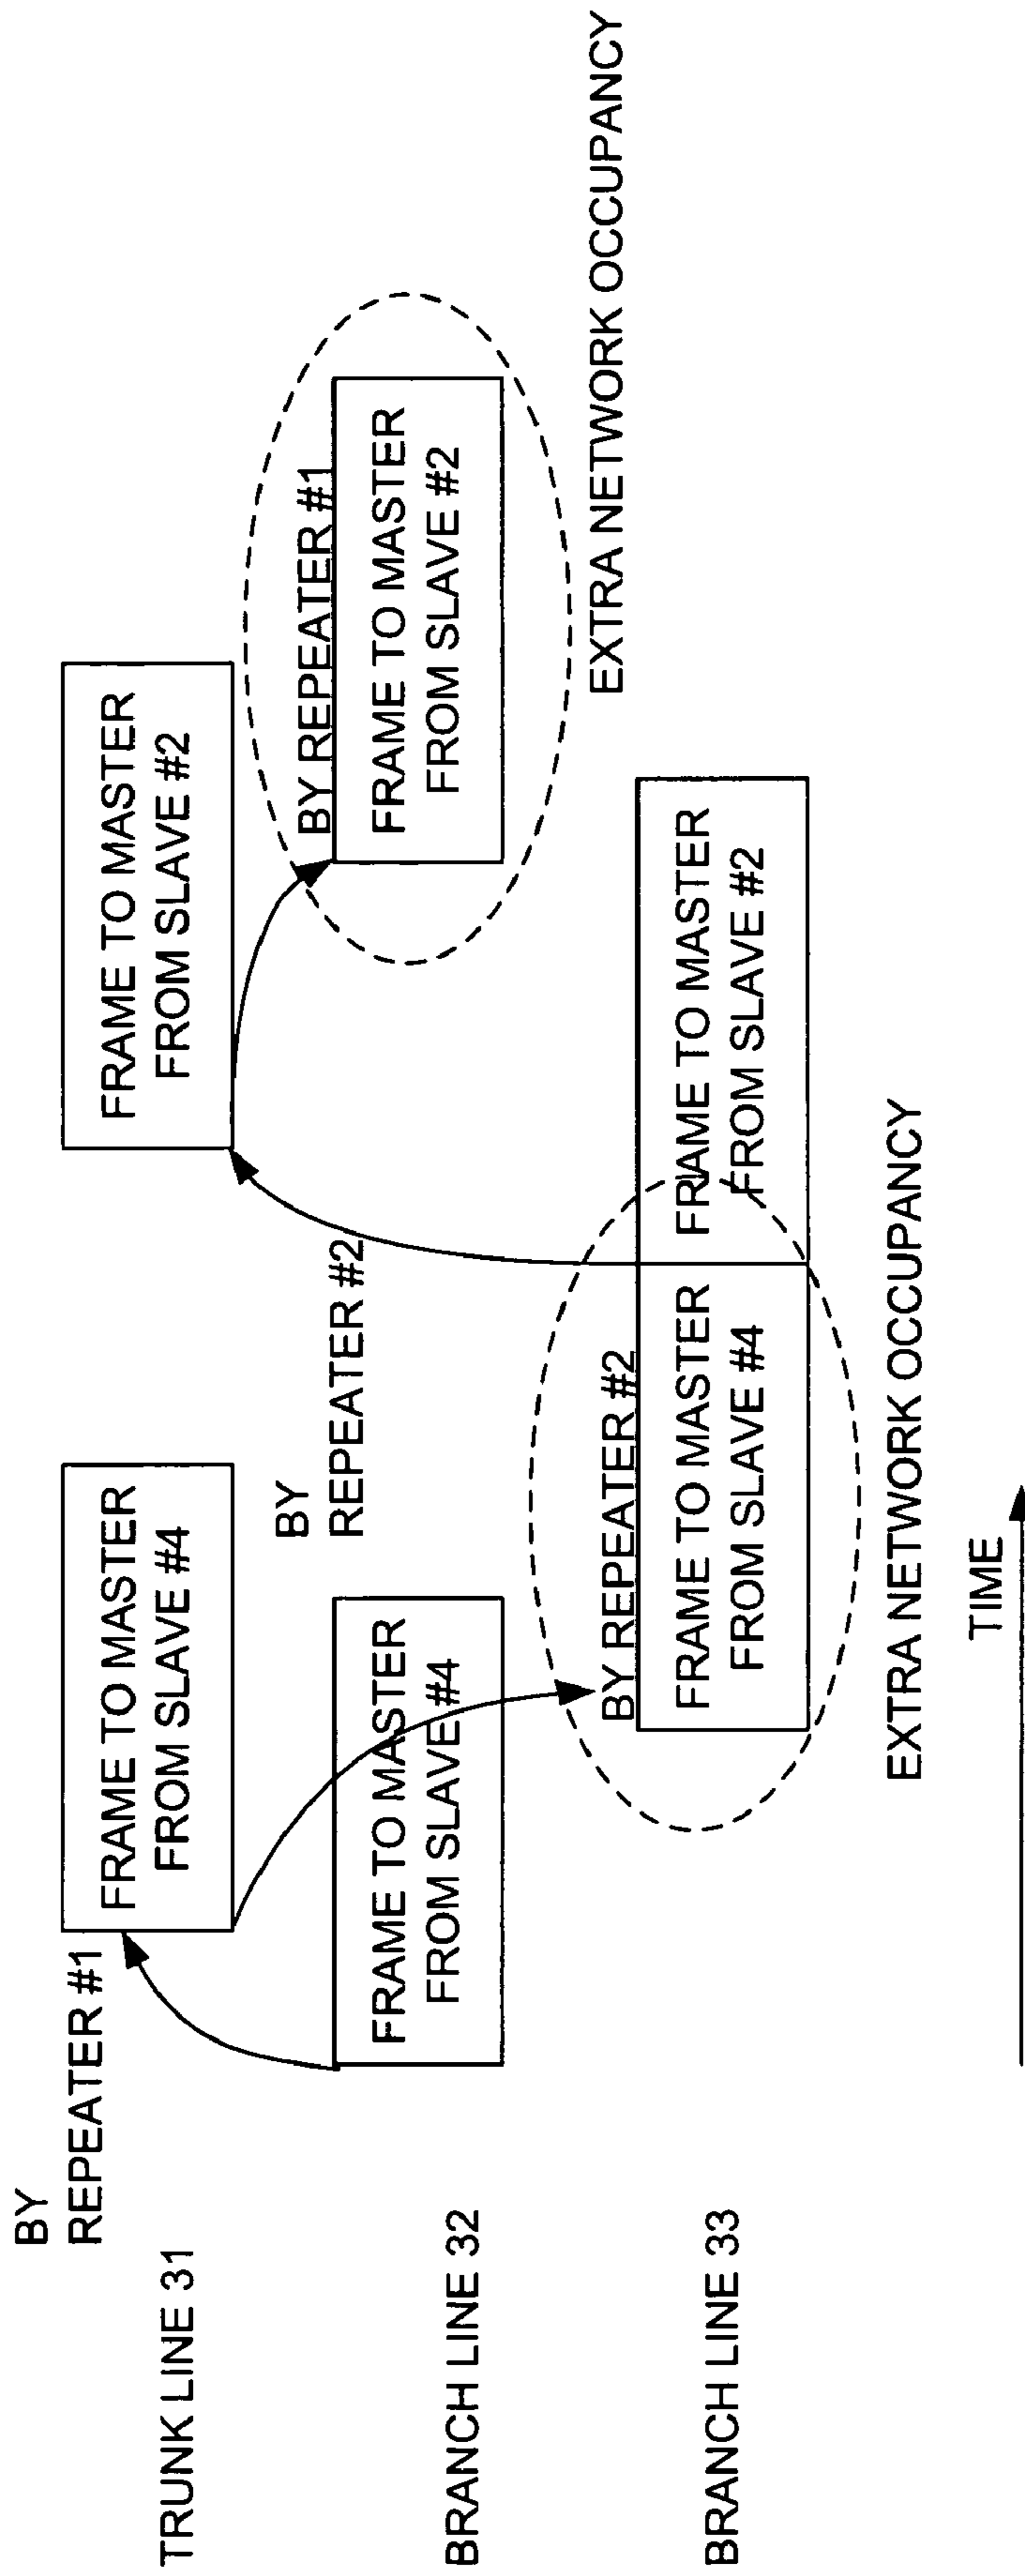 BY
REPEATER #1
TRUNK LINE 31
FRAME TO MASTER
FROM SLAVE #4
FRAME TO MASTER
FROM SLAVE #2
BY
REPEATER #2
BY REPEATER #1
BRANCH LINE 32
FRAME TO MASTER
FROM SLAVE #4
FRAME TO MASTER
FROM SLAVE #2
EXTRA NETWORK OCCUPANCY
BY REPEATER #2
BRANCH LINE 33
FRAME TO MASTER
FROM SLAVE #4
FRAME TO MASTER
FROM SLAVE #2
EXTRA NETWORK OCCUPANCY
TIME